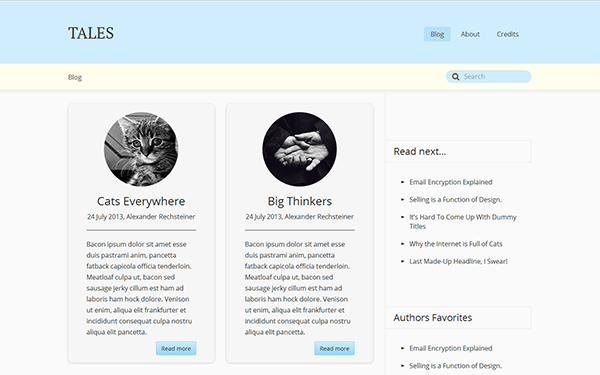 TALES
Blog
About
Credits
Blog
Search
Cats Everywhere
24 July 2013, Alexander Rechsteiner
Bacon ipsum dolor sit amet esse
duis pastrami anim, pancetta
fatback capicola officia tenderloin.
Meatloaf culpa ut, bacon sed
sausage jerky cillum est ham ad
laboris ham hock dolore. Venison
ut enim, aliqua elit frankfurter et
incididunt consequat culpa nostru
aliqua elit pancetta.
Read more
Big Thinkers
24 July 2013, Alexander Rechsteiner
Bacon ipsum dolor sit amet esse
duis pastrami anim, pancetta
fatback capicola officia tenderloin.
Meatloaf culpa ut, bacon sed
sausage jerky cillum est ham ad
laboris ham hock dolore. Venison
ut enim, aliqua elit frankfurter et
incididunt consequat culpa nostru
aliqua elit pancetta.
Read more
Read next...
Email Encryption Explained
Selling is a Function of Design.
It's Hard To Come Up With Dummy
Titles
Why the Internet is Full of Cats
Last Made-Up Headline, I Swear!
Authors Favorites
Email Encryption Explained
Selling is a Function of Design.